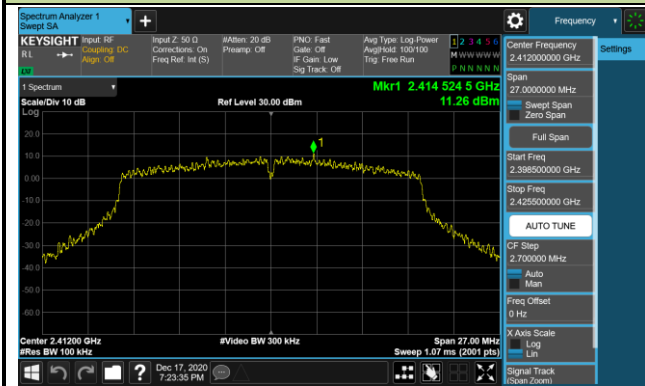 Spectrum Analyzer 1
Swept SA
+
Frequency
KEYSIGHT
RL
Input: RF
Coupling: DC
Align: Off
Input Z: 50 Ω
Corrections: On
Freq Ref: Int (S)
#Atten: 20 dB
Preamp: Off
PNO: Fast
Gate: Off
IF Gain: Low
Sig Track: Off
Avg Type: Log-Power
Avg|Hold: 100/100
Trig: Free Run
1 2 3 4 5 6
M W W W W W
P N N N N N
1 Spectrum
Scale/Div 10 dB
Ref Level 30.00 dBm
Mkr1 2.414 524 5 GHz
11.26 dBm
Log
20.0
10.0
0.00
-10.0
-20.0
-30.0
-40.0
-50.0
-60.0
1
Center 2.41200 GHz
#Res BW 100 kHz
#Video BW 300 kHz
Span 27.00 MHz
Sweep 1.07 ms (2001 pts)
Dec 17, 2020
7:23:35 PM
Center Frequency
2.412000000 GHz
Settings
Span
27.0000000 MHz
Swept Span
Zero Span
Full Span
Start Freq
2.398500000 GHz
Stop Freq
2.425500000 GHz
AUTO TUNE
CF Step
2.700000 MHz
Auto
Man
Freq Offset
0 Hz
X Axis Scale
Log
Lin
Signal Track
(Span Zoom)